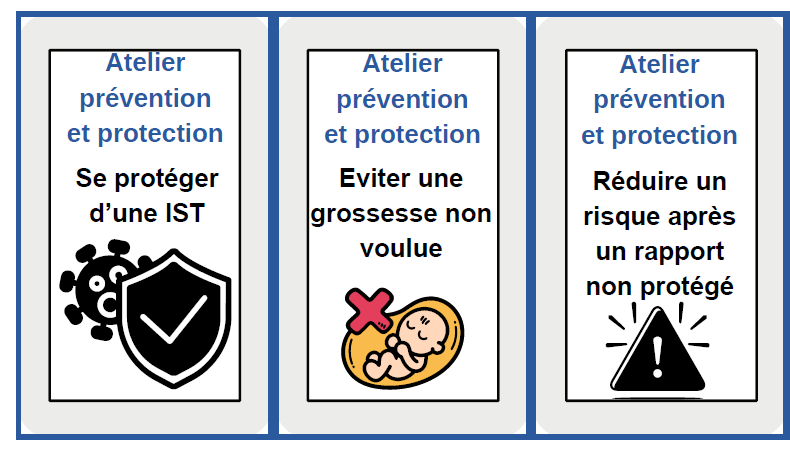 Atelier
prévention
et protection
Se protéger
d’une IST
Atelier
prévention
et protection
Eviter une
grossesse non
voulue
Atelier
prévention
et protection
Réduire un
risque après
un rapport
non protégé